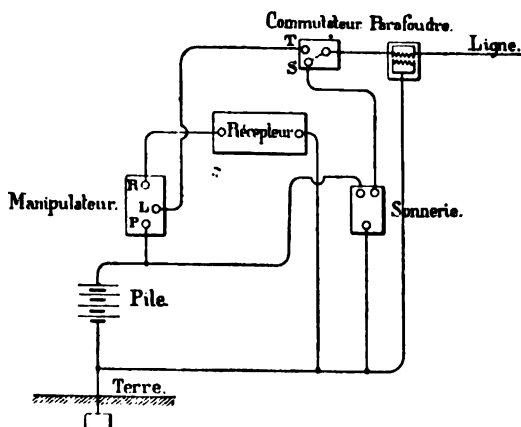 Commutateur. Parafoudre.
Ligne.
T
S
Récepteur
R
L
P
Manipulateur.
Sonnerie.
Pile.
Terre.